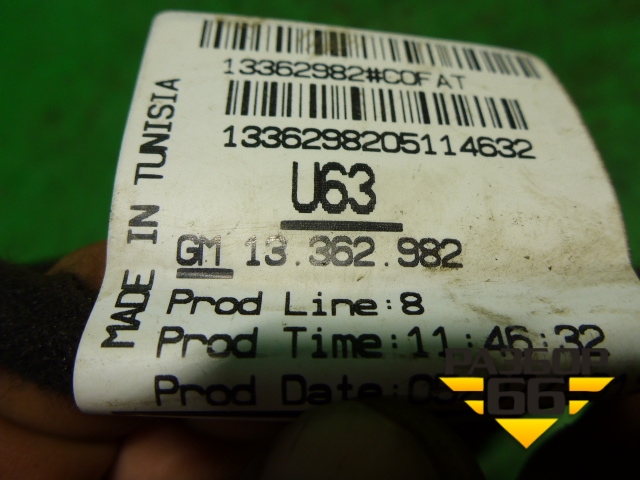 13362982#COFAT
1336298205114632
U63
GM 13.362.982
Prod Line:8
Prod Time:11:46:32
Prod Date:
MADE IN TUNISIA
РАЗБОР
66